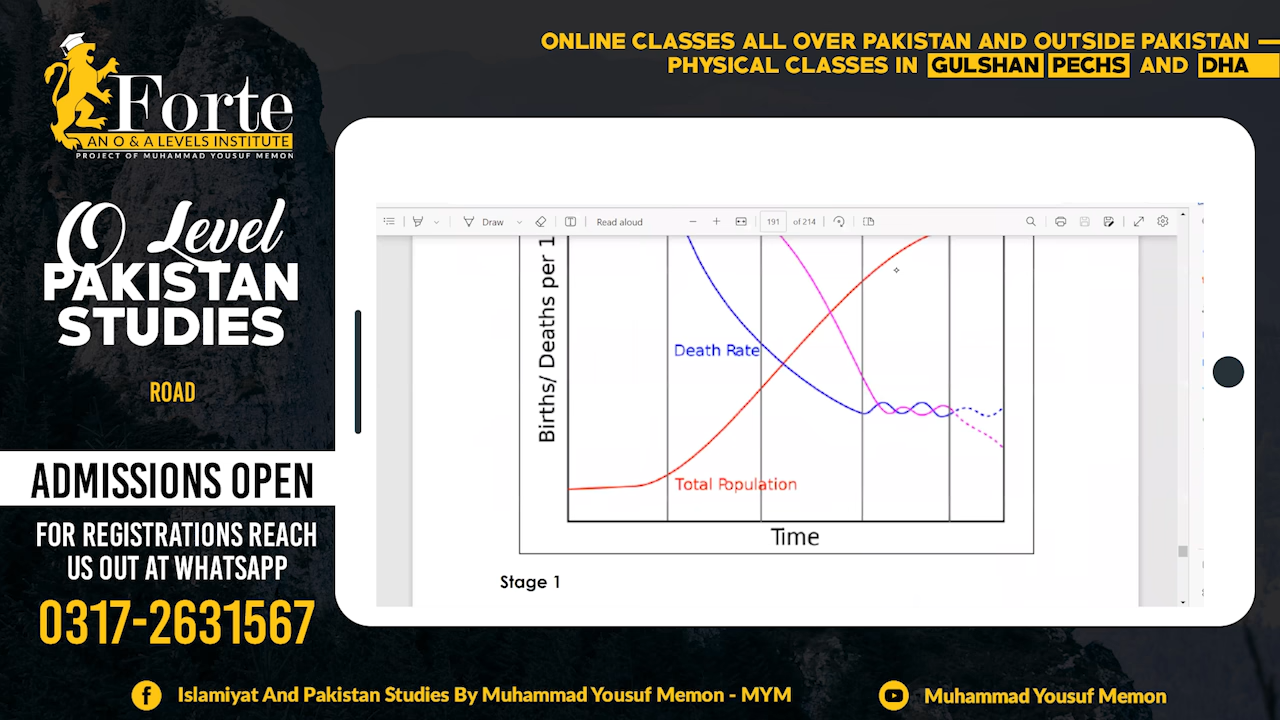 Forte
AN O & A LEVELS INSTITUTE
PROJECT OF MUHAMMAD YOUSUF MEMON
ONLINE CLASSES ALL OVER PAKISTAN AND OUTSIDE PAKISTAN
PHYSICAL CLASSES IN GULSHAN PECHS AND DHA
O Level
PAKISTAN
STUDIES
ROAD
ADMISSIONS OPEN
FOR REGISTRATIONS REACH
US OUT AT WHATSAPP
0317-2631567
Draw
Read aloud
191 of 214
Births/ Deaths per 1
Death Rate
Total Population
Time
Stage 1
Islamiyat And Pakistan Studies By Muhammad Yousuf Memon - MYM
Muhammad Yousuf Memon